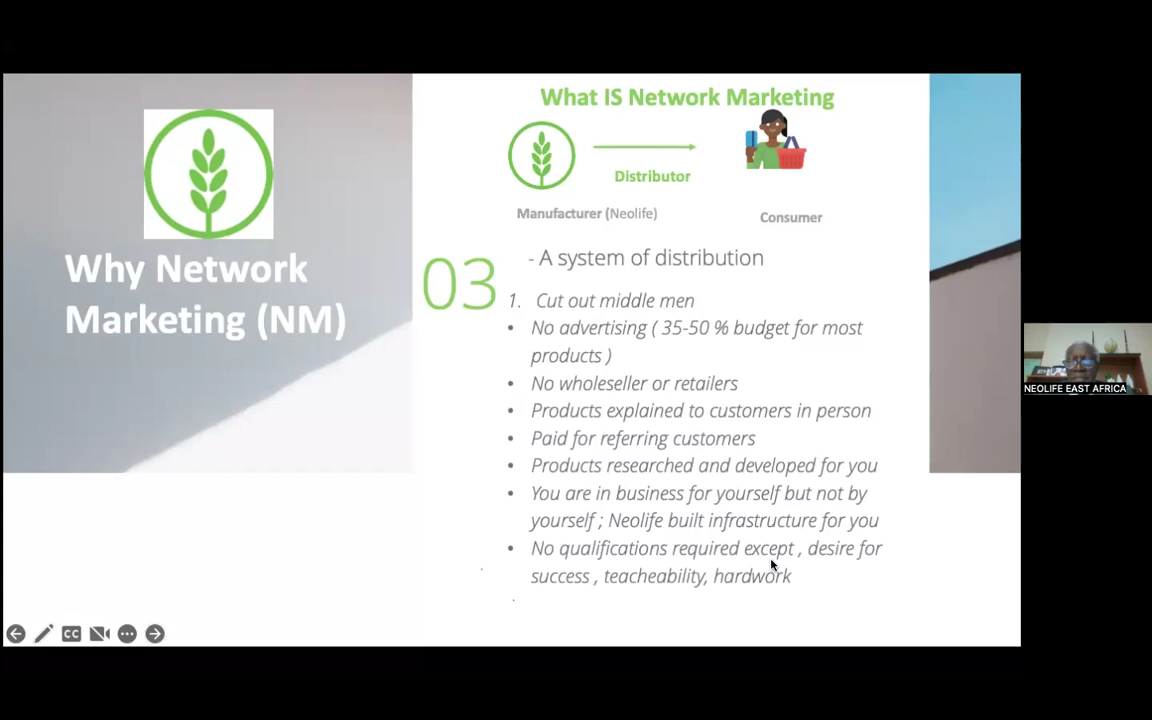 Why Network
Marketing (NM)
What IS Network Marketing
Distributor
Manufacturer (Neolife)
Consumer
03
- A system of distribution
1. Cut out middle men
• No advertising ( 35-50 % budget for most
products )
• No wholeseller or retailers
• Products explained to customers in person
• Paid for referring customers
• Products researched and developed for you
• You are in business for yourself but not by
yourself ; Neolife built infrastructure for you
• No qualifications required except , desire for
success , teacheability, hardwork
CC
NEOLIFE EAST AFRICA